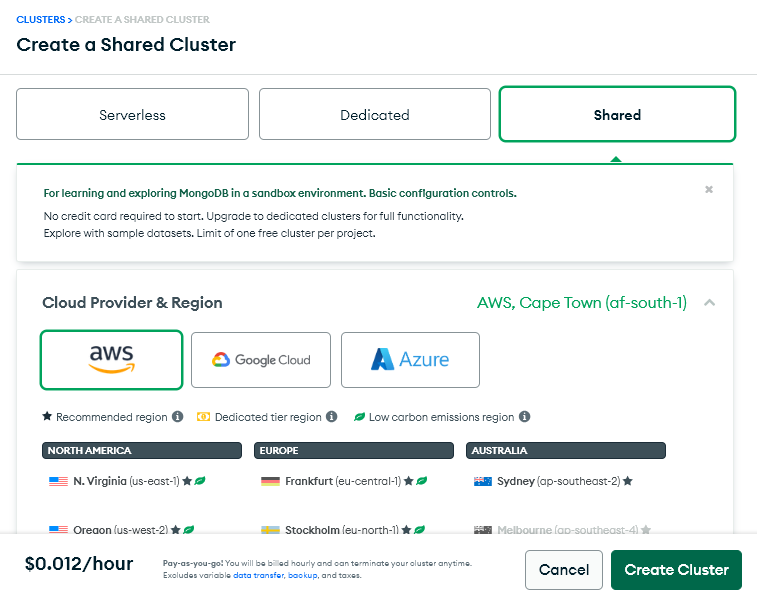 CLUSTERS > CREATE A SHARED CLUSTER
Create a Shared Cluster
Serverless
Dedicated
Shared
For learning and exploring MongoDB in a sandbox environment. Basic configuration controls.
No credit card required to start. Upgrade to dedicated clusters for full functionality.
Explore with sample datasets. Limit of one free cluster per project.
Cloud Provider & Region
AWS, Cape Town (af-south-1)
aws
Google Cloud
Azure
Recommended region
Dedicated tier region
Low carbon emissions region
NORTH AMERICA
EUROPE
AUSTRALIA
N. Virginia (us-east-1)
Frankfurt (eu-central-1)
Sydney (ap-southeast-2)
Oregon (us-west-2)
Stockholm (eu-north-1)
Melbourne (ap-southeast-4)
$0.012/hour
Pay-as-you-go! You will be billed hourly and can terminate your cluster anytime.
Excludes variable data transfer, backup, and taxes.
Cancel
Create Cluster